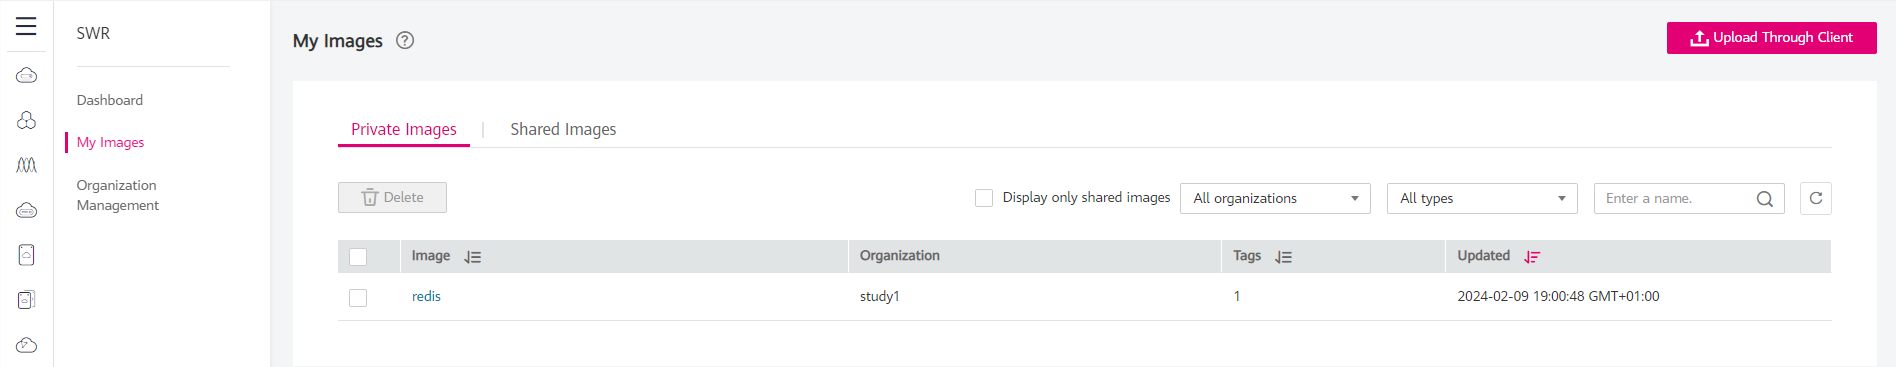 SWR
Dashboard
My Images
Organization
Management
My Images ?
Upload Through Client
Private Images | Shared Images
Delete
Display only shared images
All organizations
All types
Enter a name.
Image Organization Tags Updated
redis study1 1 2024-02-09 19:00:48 GMT+01:00